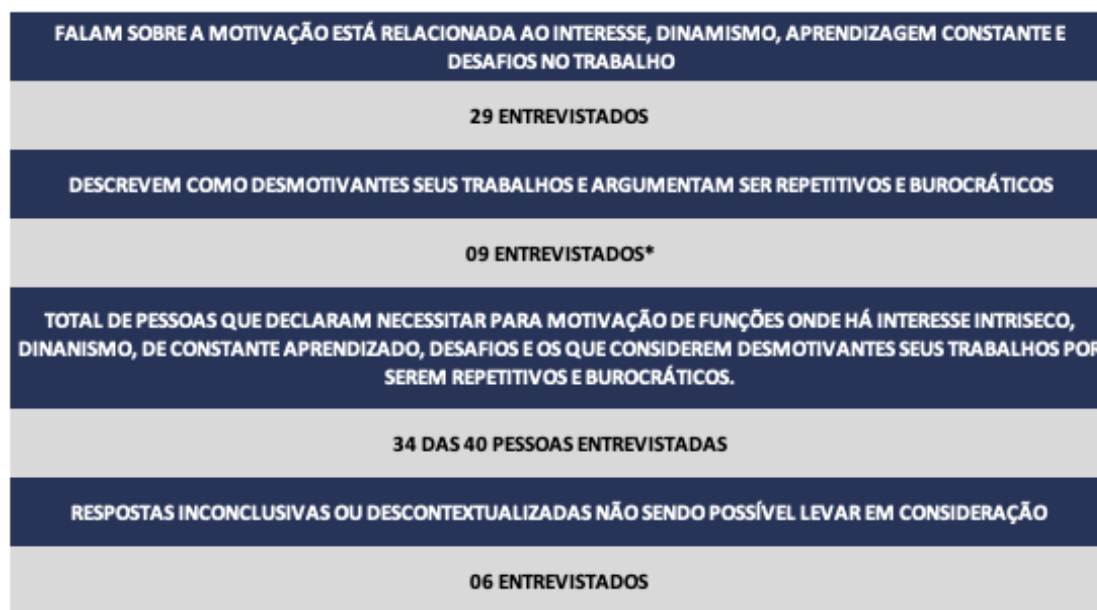 FALAM SOBRE A MOTIVAÇÃO ESTÁ RELACIONADA AO INTERESSE, DINAMISMO, APRENDIZAGEM CONSTANTE E
DESAFIOS NO TRABALHO
29 ENTREVISTADOS
DESCREVEM COMO DESMOTIVANTES SEUS TRABALHOS E ARGUMENTAM SER REPETITIVOS E BUROCRÁTICOS
09 ENTREVISTADOS*
TOTAL DE PESSOAS QUE DECLARAM NECESSITAR PARA MOTIVAÇÃO DE FUNÇÕES ONDE HÁ INTERESSE INTRISECO,
DINANISMO, DE CONSTANTE APRENDIZADO, DESAFIOS E OS QUE CONSIDEREM DESMOTIVANTES SEUS TRABALHOS POR
SEREM REPETITIVOS E BUROCRÁTICOS.
34 DAS 40 PESSOAS ENTREVISTADAS
RESPOSTAS INCONCLUSIVAS OU DESCONTEXTUALIZADAS NÃO SENDO POSSÍVEL LEVAR EM CONSIDERAÇÃO
06 ENTREVISTADOS